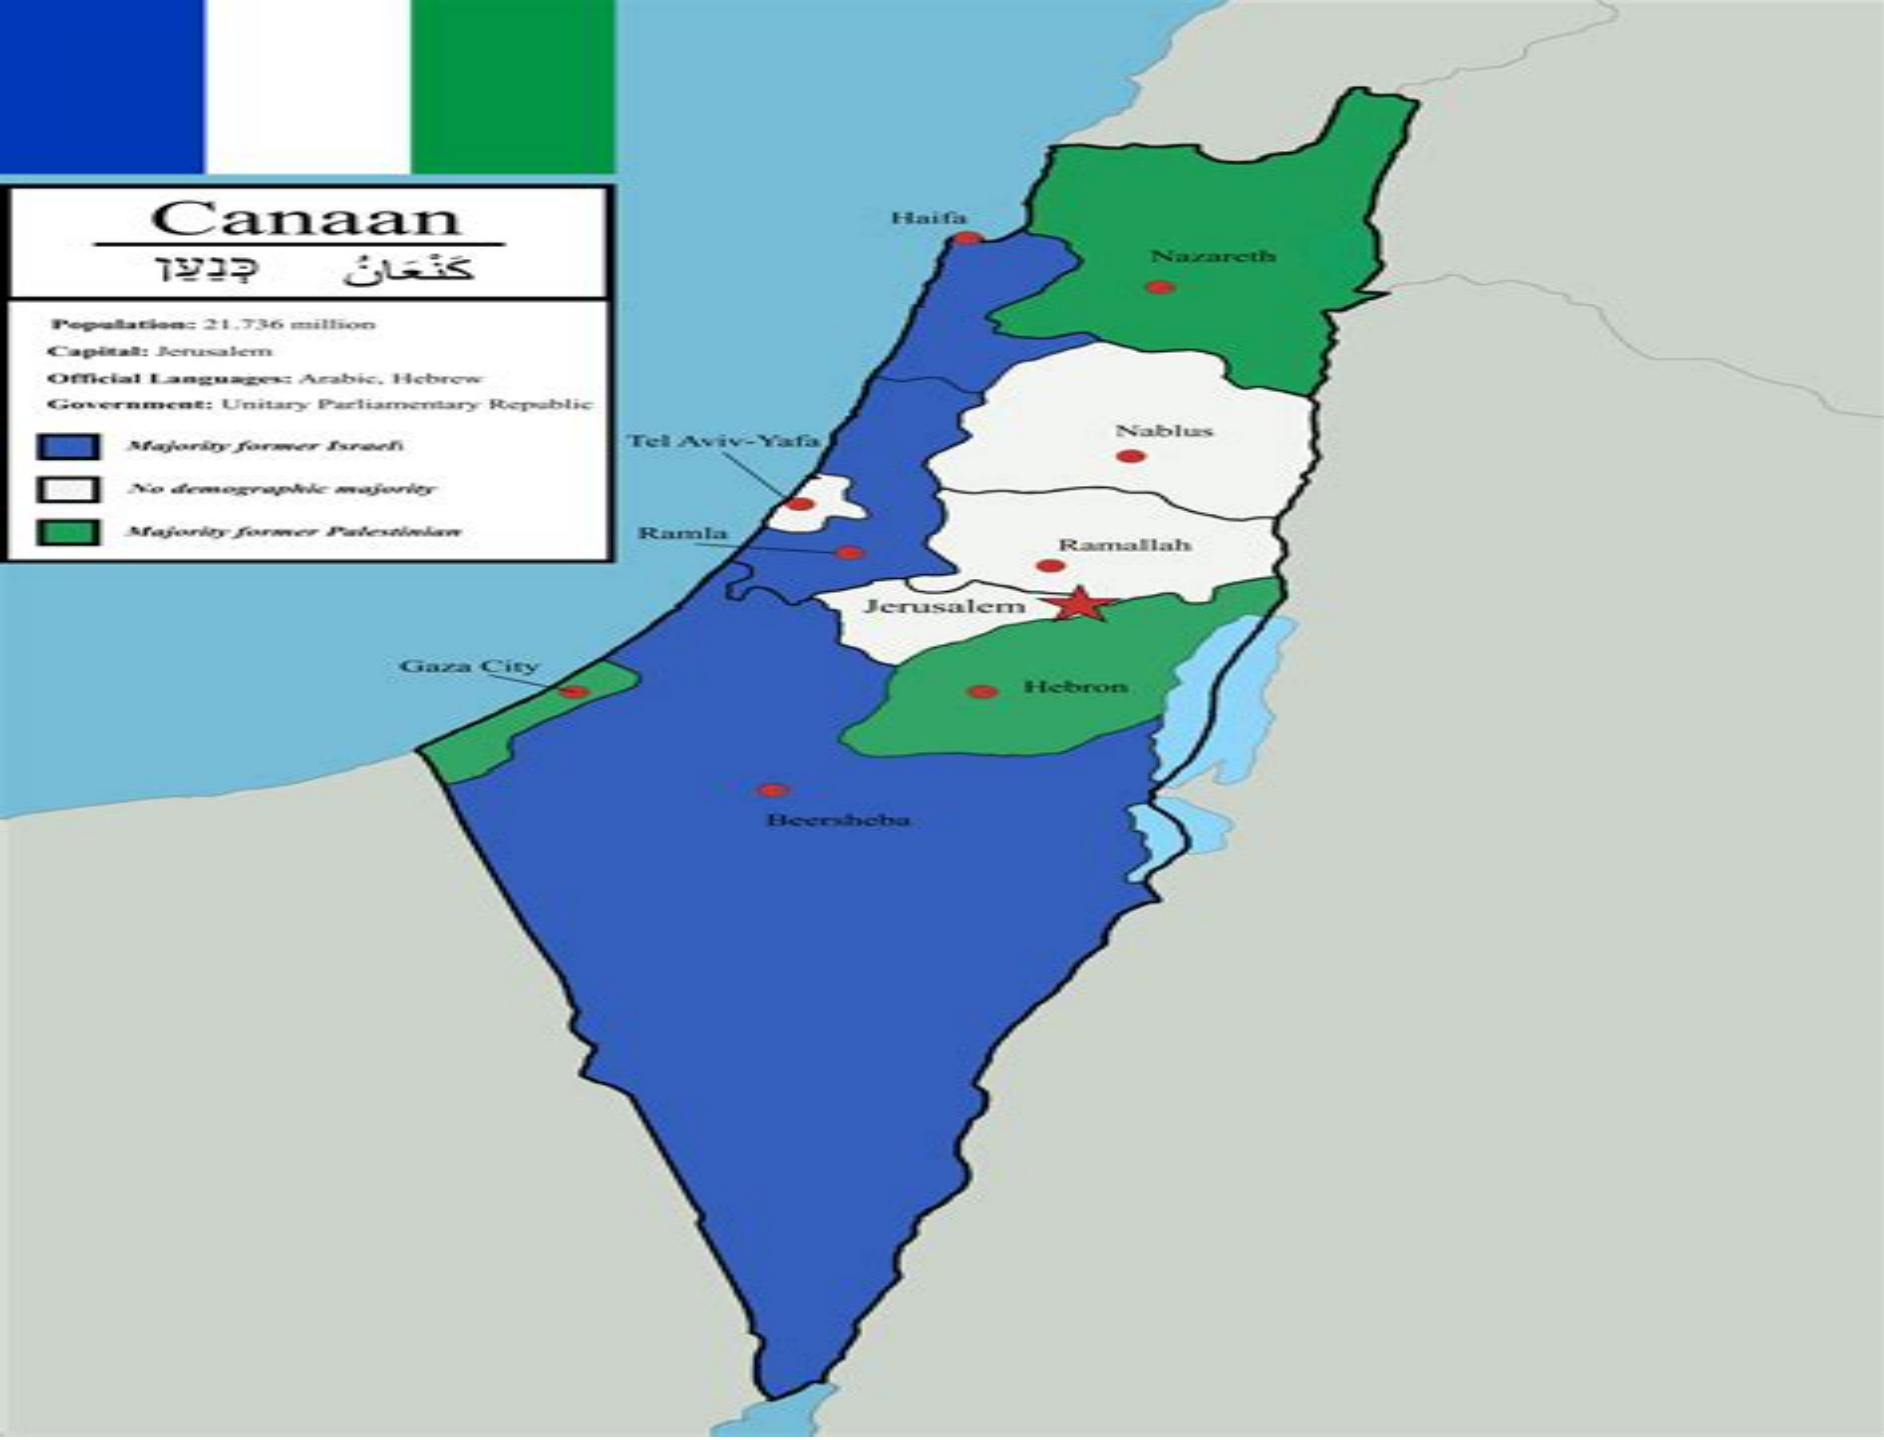 Canaan
כְּנַעַן كَنْعَانُ
Population: 21.736 million
Capital: Jerusalem
Official Languages: Arabic, Hebrew
Government: Unitary Parliamentary Republic
Majority former Israeli
No demographic majority
Majority former Palestinian
Haifa
Nazareth
Nablus
Tel Aviv-Yafa
Ramla
Ramallah
Jerusalem
Gaza City
Hebron
Beersheba